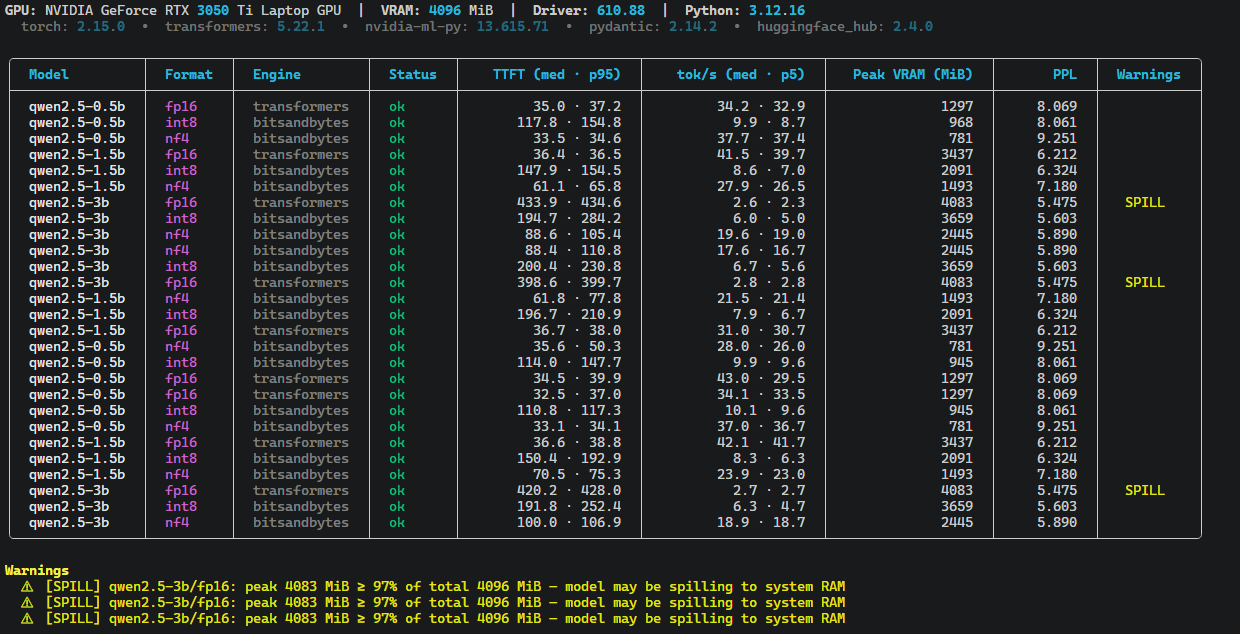 GPU: NVIDIA GeForce RTX 3050 Ti Laptop GPU | VRAM: 4096 MiB | Driver: 610.88 | Python: 3.12.16
torch: 2.15.0 • transformers: 5.22.1 • nvidia-ml-py: 13.615.71 • pydantic: 2.14.2 • huggingface_hub: 2.4.0
Model Format Engine Status TTFT (med · p95) tok/s (med · p5) Peak VRAM (MiB) PPL Warnings
qwen2.5-0.5b fp16 transformers ok 35.0 · 37.2 34.2 · 32.9 1297 8.069
qwen2.5-0.5b int8 bitsandbytes ok 117.8 · 154.8 9.9 · 8.7 968 8.061
qwen2.5-0.5b nf4 bitsandbytes ok 33.5 · 34.6 37.7 · 37.4 781 9.251
qwen2.5-1.5b fp16 transformers ok 36.4 · 36.5 41.5 · 39.7 3437 6.212
qwen2.5-1.5b int8 bitsandbytes ok 147.9 · 154.5 8.6 · 7.0 2091 6.324
qwen2.5-1.5b nf4 bitsandbytes ok 61.1 · 65.8 27.9 · 26.5 1493 7.180
qwen2.5-3b fp16 transformers ok 433.9 · 434.6 2.6 · 2.3 4083 5.475 SPILL
qwen2.5-3b int8 bitsandbytes ok 194.7 · 284.2 6.0 · 5.0 3659 5.603
qwen2.5-3b nf4 bitsandbytes ok 88.6 · 105.4 19.6 · 19.0 2445 5.890
qwen2.5-3b nf4 bitsandbytes ok 88.4 · 110.8 17.6 · 16.7 2445 5.890
qwen2.5-3b int8 bitsandbytes ok 200.4 · 230.8 6.7 · 5.6 3659 5.603
qwen2.5-3b fp16 transformers ok 398.6 · 399.7 2.8 · 2.8 4083 5.475 SPILL
qwen2.5-1.5b nf4 bitsandbytes ok 61.8 · 77.8 21.5 · 21.4 1493 7.180
qwen2.5-1.5b int8 bitsandbytes ok 196.7 · 210.9 7.9 · 6.7 2091 6.324
qwen2.5-1.5b fp16 transformers ok 36.7 · 38.0 31.0 · 30.7 3437 6.212
qwen2.5-0.5b nf4 bitsandbytes ok 35.6 · 50.3 28.0 · 26.0 781 9.251
qwen2.5-0.5b int8 bitsandbytes ok 114.0 · 147.7 9.9 · 9.6 945 8.061
qwen2.5-0.5b fp16 transformers ok 34.5 · 39.9 43.0 · 29.5 1297 8.069
qwen2.5-0.5b fp16 transformers ok 32.5 · 37.0 34.1 · 33.5 1297 8.069
qwen2.5-0.5b int8 bitsandbytes ok 110.8 · 117.3 10.1 · 9.6 945 8.061
qwen2.5-0.5b nf4 bitsandbytes ok 33.1 · 34.1 37.0 · 36.7 781 9.251
qwen2.5-1.5b fp16 transformers ok 36.6 · 38.8 42.1 · 41.7 3437 6.212
qwen2.5-1.5b int8 bitsandbytes ok 150.4 · 192.9 8.3 · 6.3 2091 6.324
qwen2.5-1.5b nf4 bitsandbytes ok 70.5 · 75.3 23.9 · 23.0 1493 7.180
qwen2.5-3b fp16 transformers ok 420.2 · 428.0 2.7 · 2.7 4083 5.475 SPILL
qwen2.5-3b int8 bitsandbytes ok 191.8 · 252.4 6.3 · 4.7 3659 5.603
qwen2.5-3b nf4 bitsandbytes ok 100.0 · 106.9 18.9 · 18.7 2445 5.890
Warnings
⚠ [SPILL] qwen2.5-3b/fp16: peak 4083 MiB ≥ 97% of total 4096 MiB — model may be spilling to system RAM
⚠ [SPILL] qwen2.5-3b/fp16: peak 4083 MiB ≥ 97% of total 4096 MiB — model may be spilling to system RAM
⚠ [SPILL] qwen2.5-3b/fp16: peak 4083 MiB ≥ 97% of total 4096 MiB — model may be spilling to system RAM